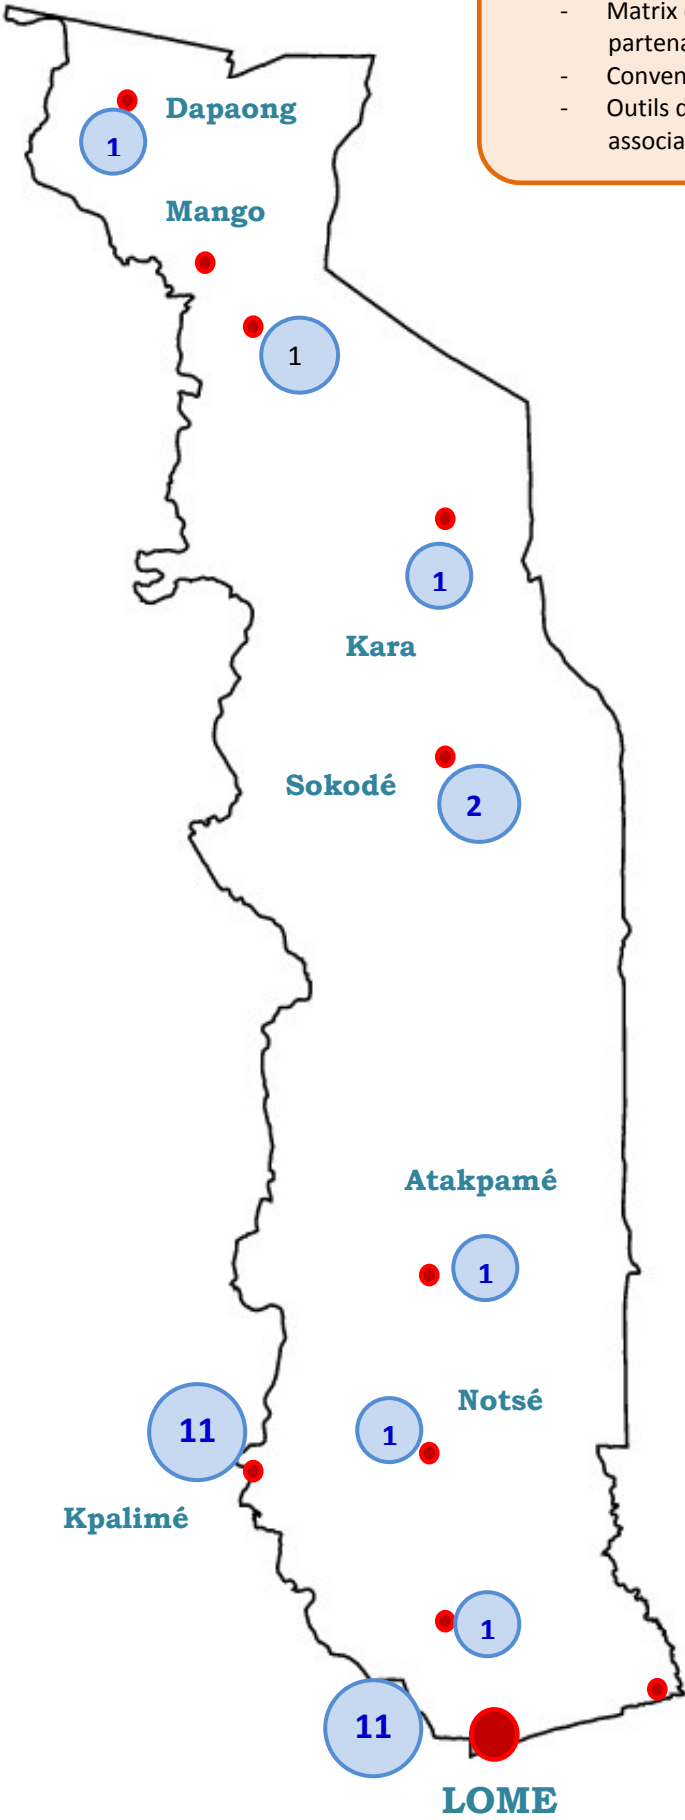 - Matrix
partena
- Conven
- Outils d
associa
Dapaong
1
Mango
1
1
Kara
Sokodé
2
Atakpamé
1
Notsé
11
1
Kpalimé
1
11
LOME